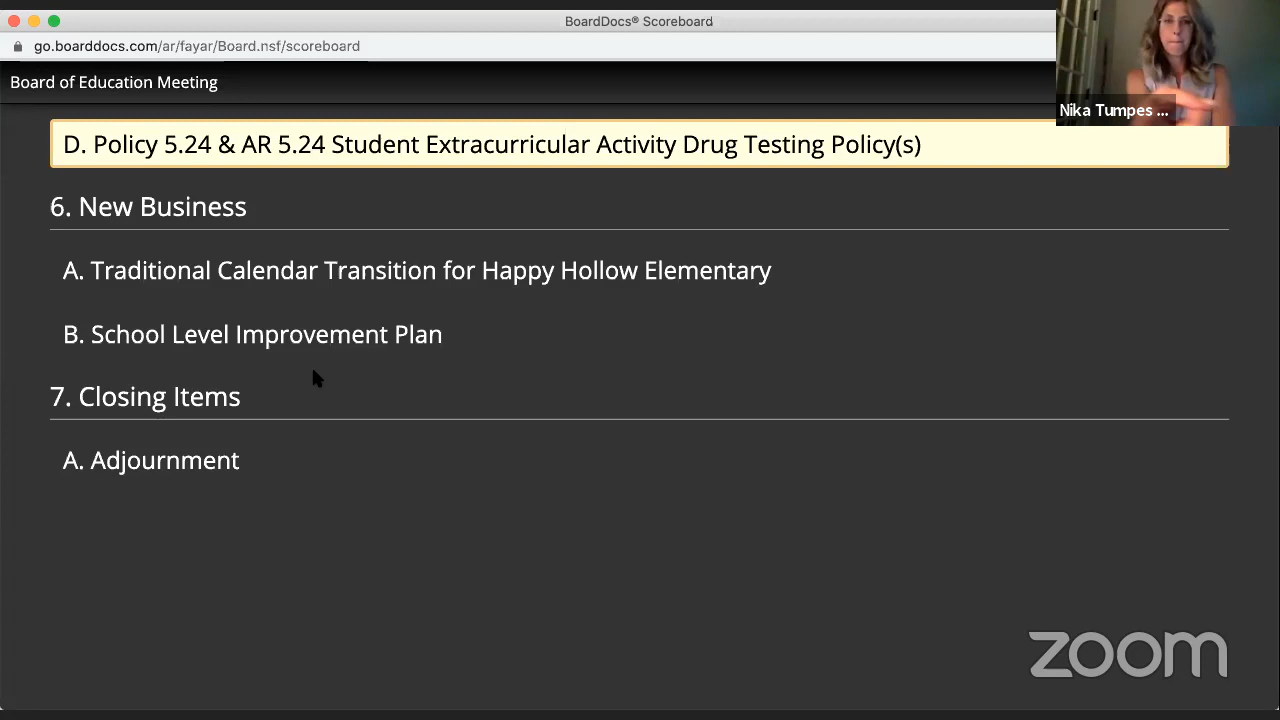 BoardDocs® Scoreboard
go.boarddocs.com/ar/fayar/Board.nsf/scoreboard
Board of Education Meeting
Nika Tumpes ...
D. Policy 5.24 & AR 5.24 Student Extracurricular Activity Drug Testing Policy(s)
6. New Business
A. Traditional Calendar Transition for Happy Hollow Elementary
B. School Level Improvement Plan
7. Closing Items
A. Adjournment
zoom